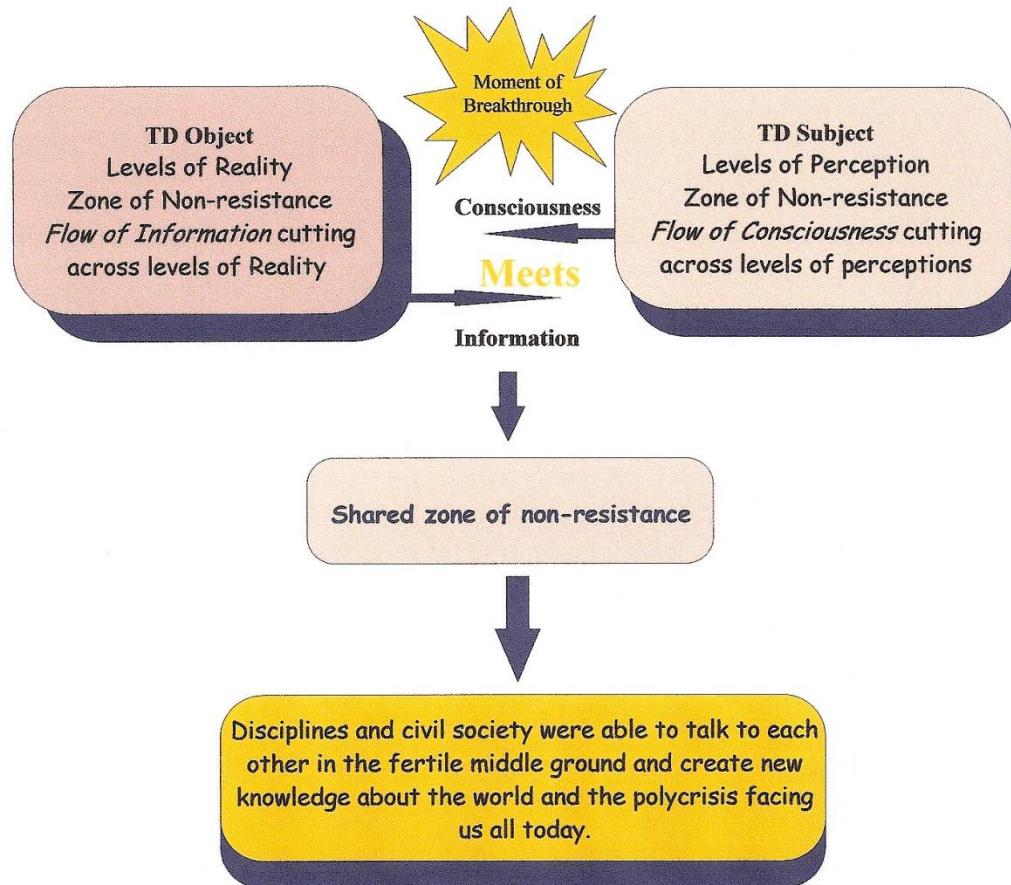 Moment of
Breakthrough
TD Object
Levels of Reality
Zone of Non-resistance
Flow of Information cutting
across levels of Reality
Consciousness
Meets
Information
TD Subject
Levels of Perception
Zone of Non-resistance
Flow of Consciousness cutting
across levels of perceptions
Shared zone of non-resistance
Disciplines and civil society were able to talk to each
other in the fertile middle ground and create new
knowledge about the world and the polycrisis facing
us all today.